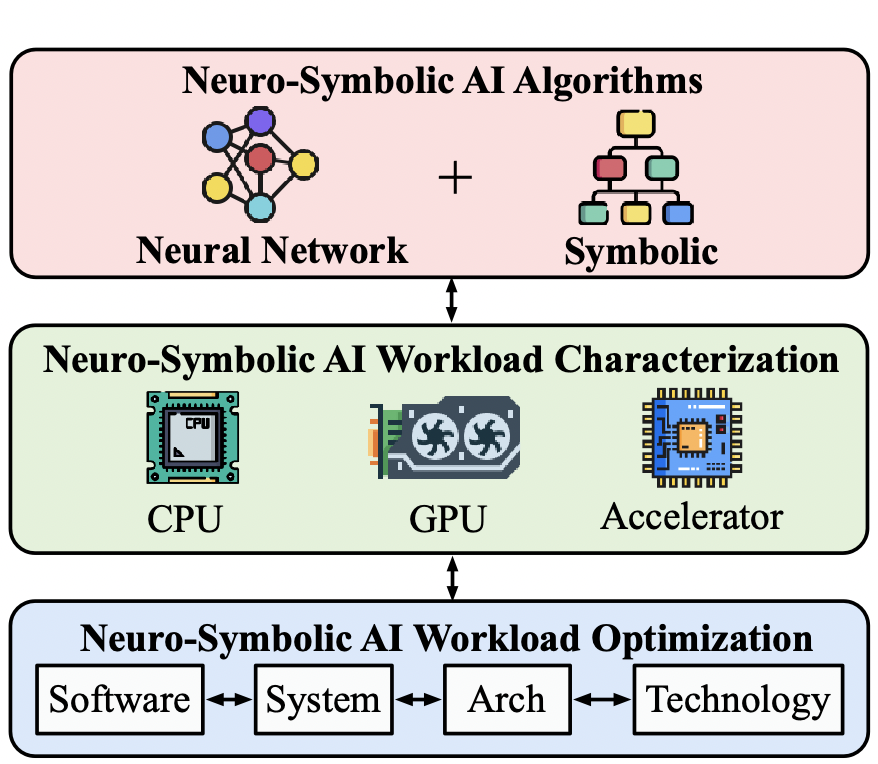 Neuro-Symbolic AI Algorithms
+
Neural Network Symbolic
Neuro-Symbolic AI Workload Characterization
CPU
CPU GPU Accelerator
Neuro-Symbolic AI Workload Optimization
Software System Arch Technology